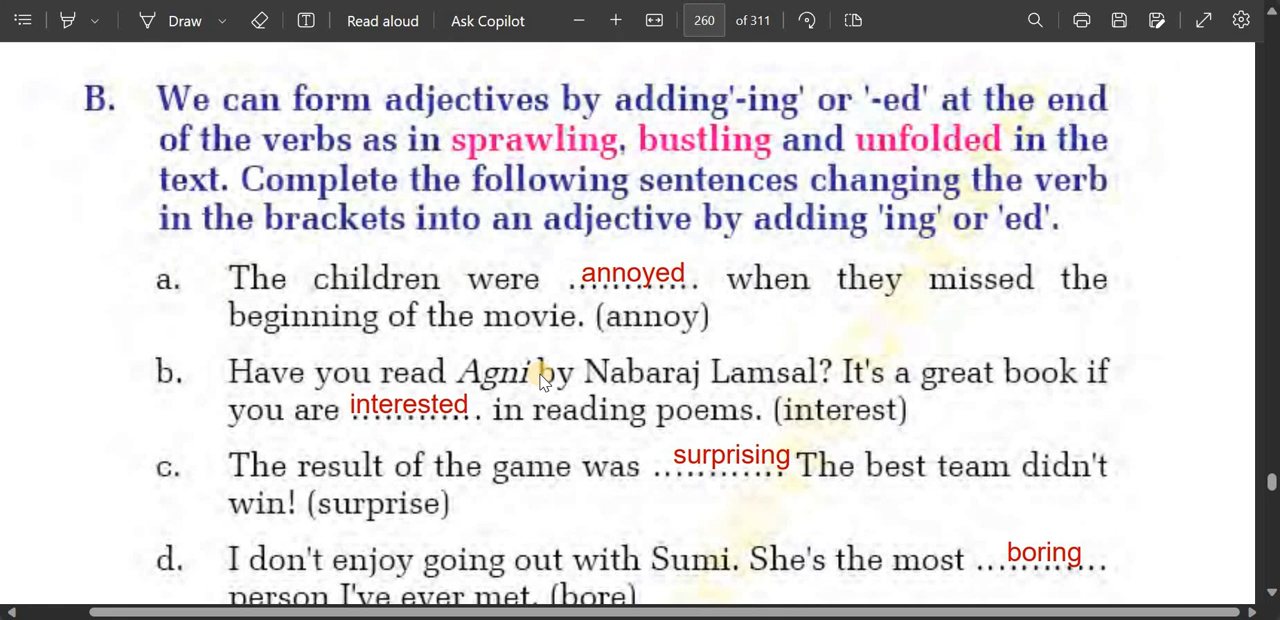 Draw
Read aloud
Ask Copilot
260 of 311
B. We can form adjectives by adding'-ing' or '-ed' at the end
of the verbs as in sprawling, bustling and unfolded in the
text. Complete the following sentences changing the verb
in the brackets into an adjective by adding 'ing' or 'ed'.
a. The children were annoyed when they missed the
beginning of the movie. (annoy)
b. Have you read Agni by Nabaraj Lamsal? It's a great book if
you are interested in reading poems. (interest)
c. The result of the game was surprising The best team didn't
win! (surprise)
d. I don't enjoy going out with Sumi. She's the most boring
person I've ever met. (bore)